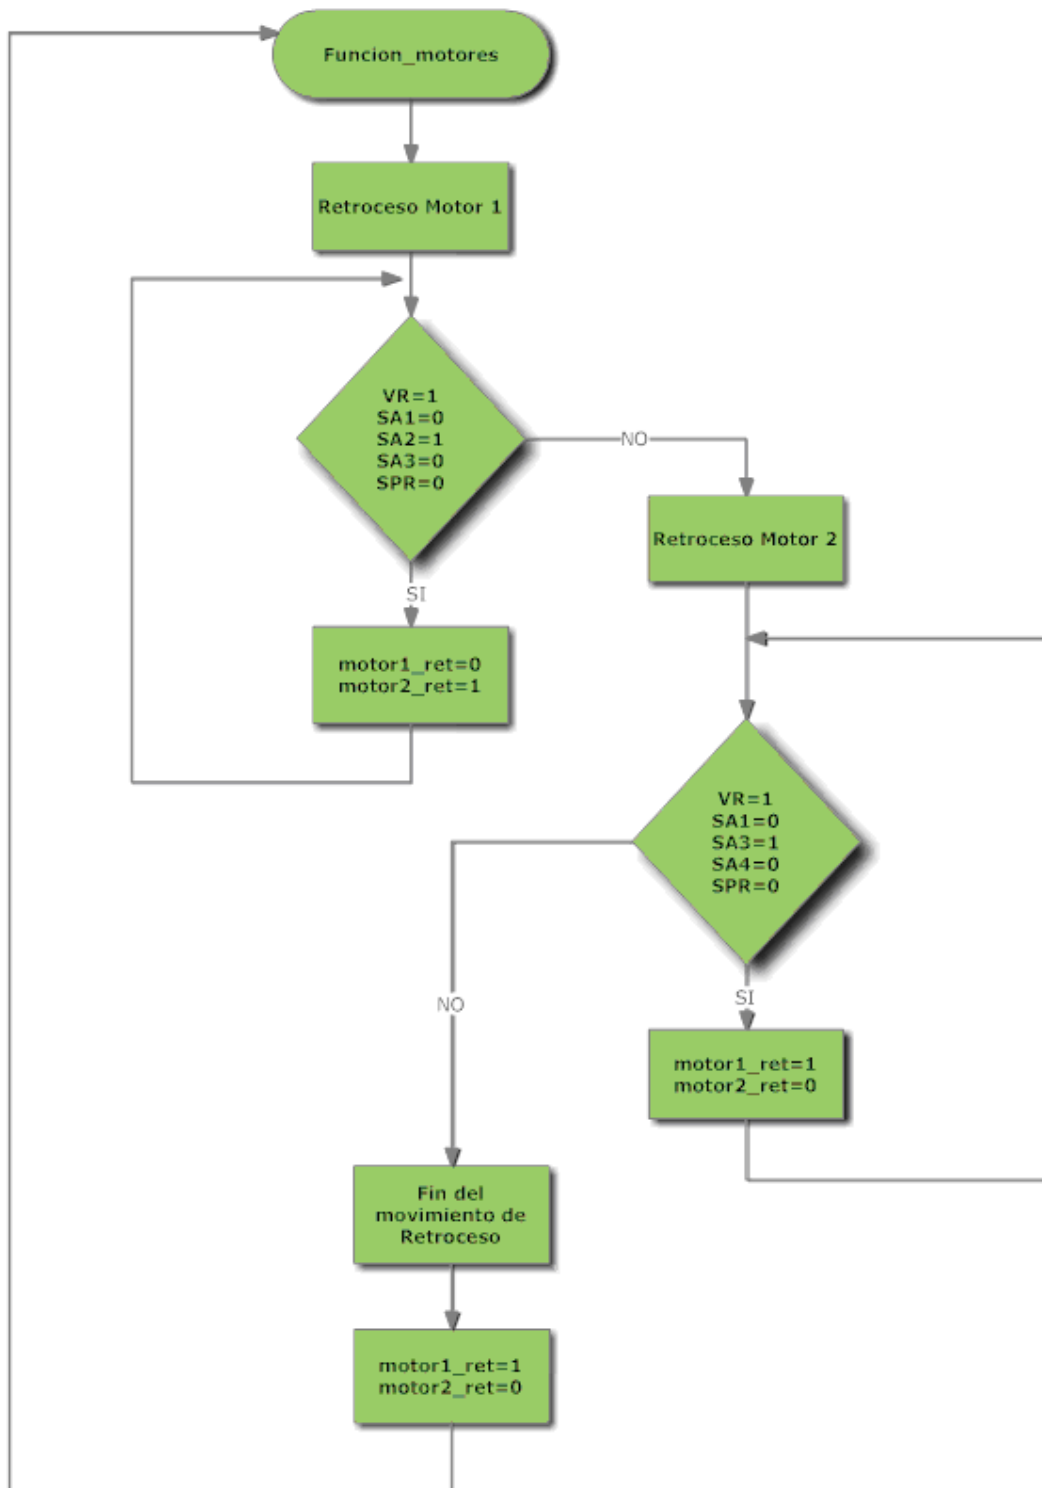 Funcion_motores
Retroceso Motor 1
VR=1
SA1=0
SA2=1
SA3=0
SPR=0
NO
SI
Retroceso Motor 2
motor1_ret=0
motor2_ret=1
VR=1
SA1=0
SA3=1
SA4=0
SPR=0
NO
SI
motor1_ret=1
motor2_ret=0
Fin del
movimiento de
Retroceso
motor1_ret=1
motor2_ret=0